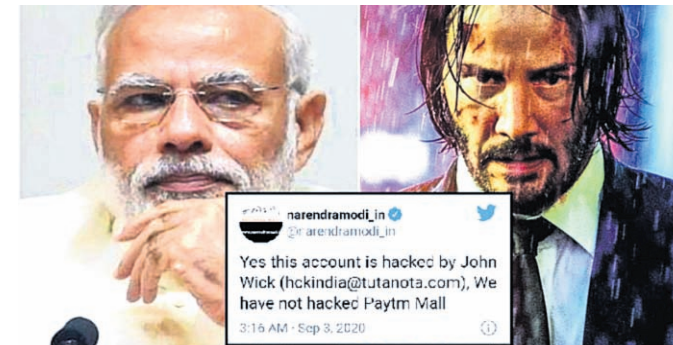 narendramodi_in
@narendramodi_in
Yes this account is hacked by John
Wick (hckindia@tutanota.com), We
have not hacked Paytm Mall
3:16 AM · Sep 3, 2020